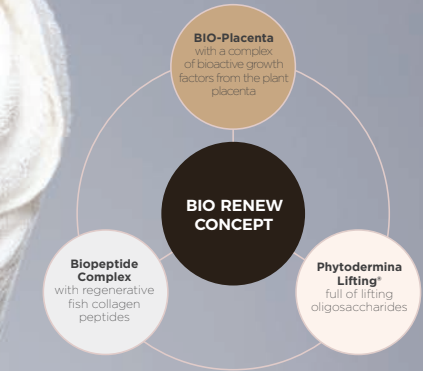 BIO-Placenta
with a complex
of bioactive growth
factors from the plant
placenta
BIO RENEW
CONCEPT
Biopeptide
Complex
with regenerative
fish collagen
peptides
Phytodermina
Lifting®
full of lifting
oligosaccharides